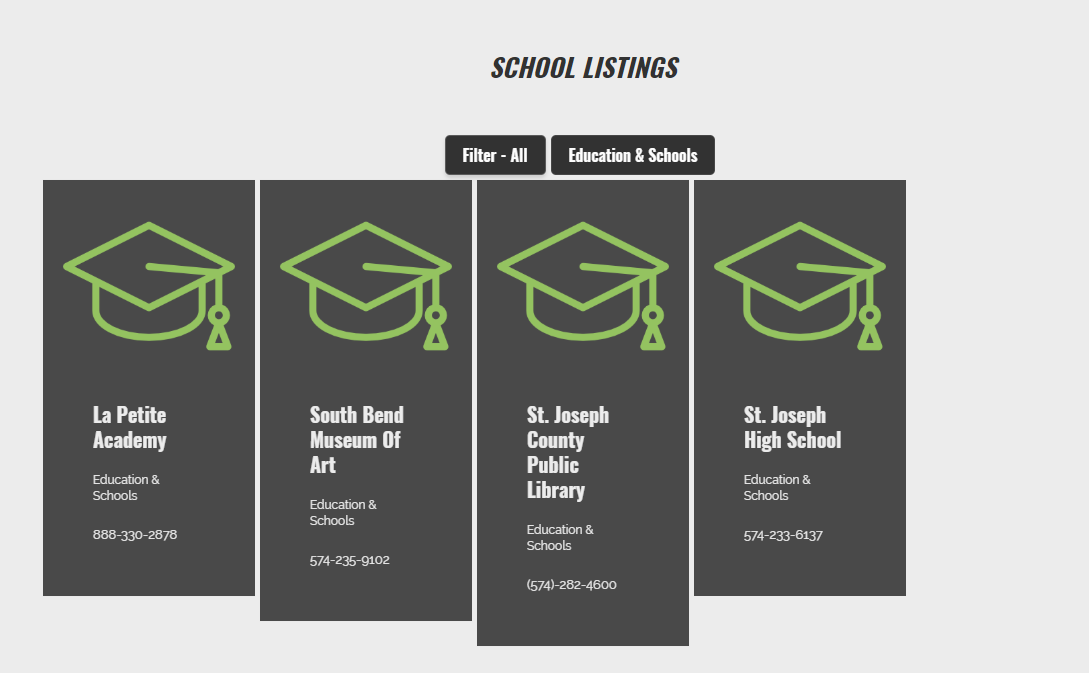 SCHOOL LISTINGS
Filter - All
Education & Schools
La Petite
Academy
Education &
Schools
888-330-2878
South Bend
Museum Of
Art
Education &
Schools
574-235-9102
St. Joseph
County
Public
Library
Education &
Schools
(574)-282-4600
St. Joseph
High School
Education &
Schools
574-233-6137